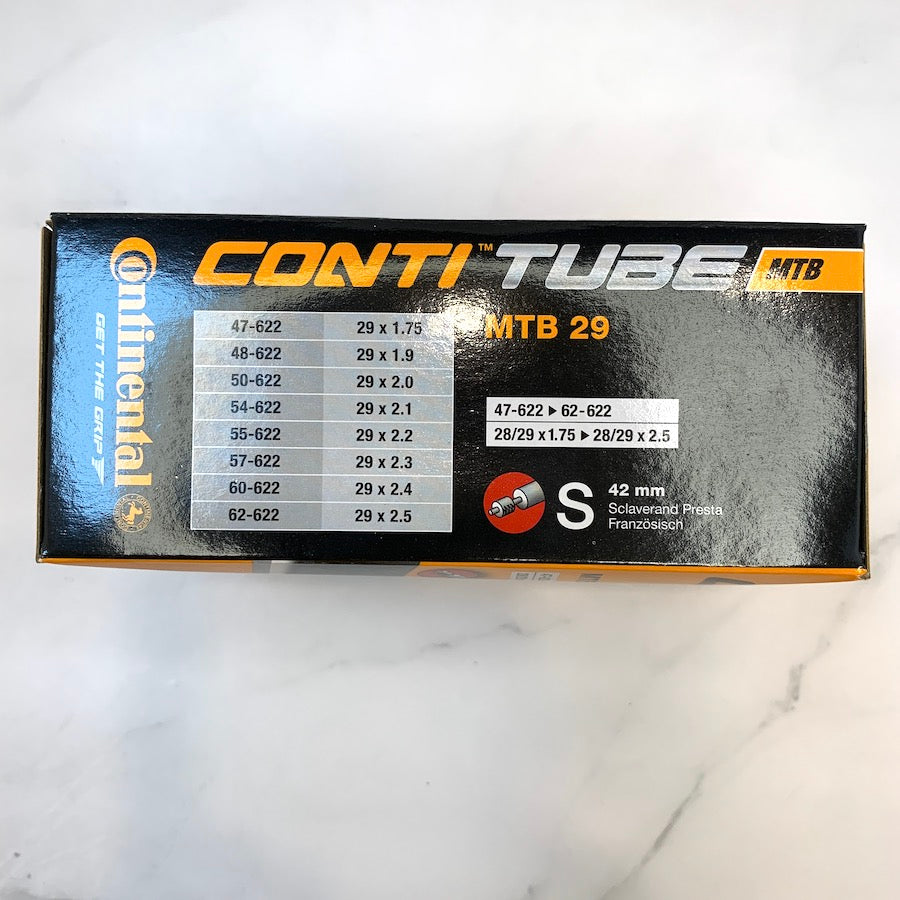 Continental
GET THE GRIP
CONTI™ TUBE MTB
47-622 29 x 1.75
48-622 29 x 1.9
50-622 29 x 2.0
54-622 29 x 2.1
55-622 29 x 2.2
57-622 29 x 2.3
60-622 29 x 2.4
62-622 29 x 2.5
MTB 29
47-622 ▶ 62-622
28/29 x 1.75 ▶ 28/29 x 2.5
S 42 mm
Sclaverand Presta
Französisch